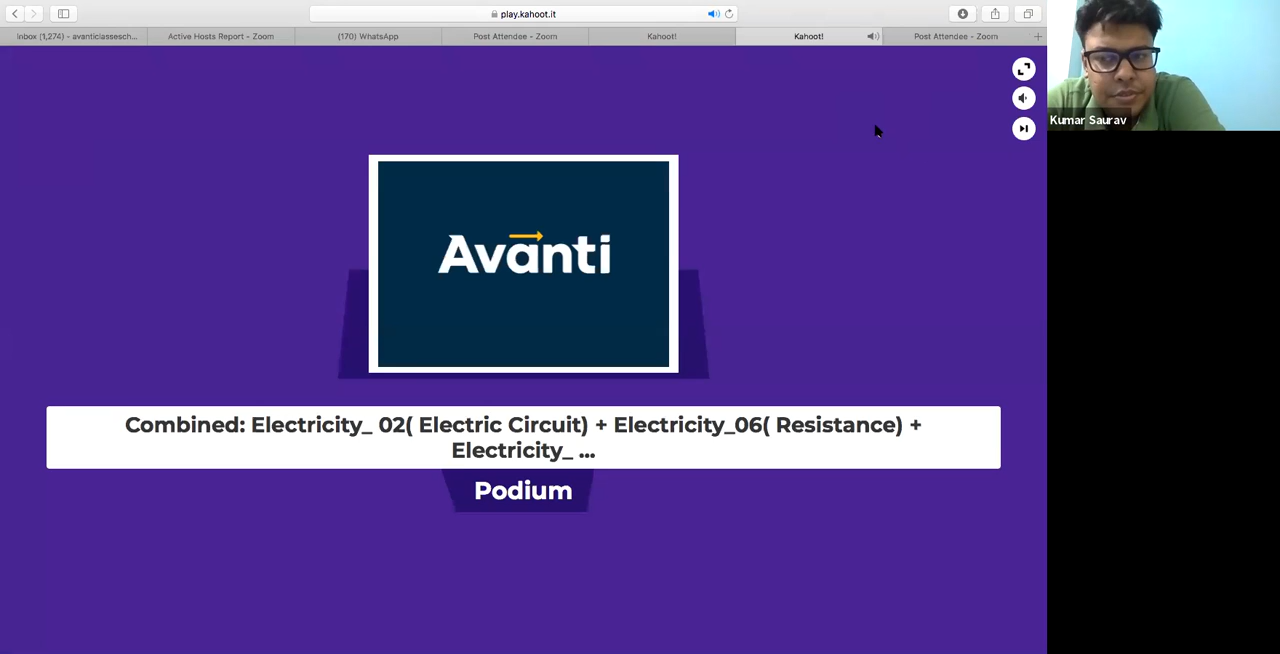 play.kahoot.it
Inbox (1,274) - avanticlassesch...
Active Hosts Report - Zoom
(170) WhatsApp
Post Attendee - Zoom
Kahoot!
Kahoot!
Post Attendee - Zoom
Kumar Saurav
Avanti
Combined: Electricity_ 02( Electric Circuit) + Electricity_06( Resistance) +
Electricity_ ...
Podium